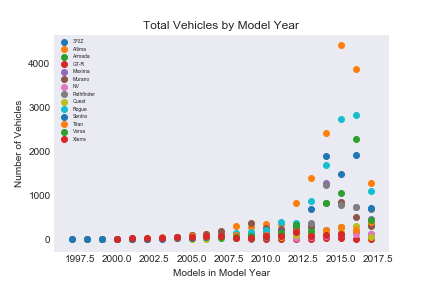 Total Vehicles by Model Year
370Z
Altima
Armada
GT-R
Maxima
Murano
NV
Pathfinder
Quest
Rogue
Sentra
Titan
Versa
Xterra
Number of Vehicles
4000
3000
2000
1000
0
1997.5 2000.0 2002.5 2005.0 2007.5 2010.0 2012.5 2015.0 2017.5
Models in Model Year